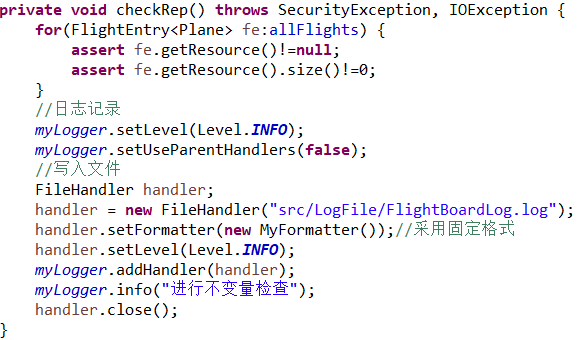 private void checkRep() throws SecurityException, IOException {
    for(FlightEntry<Plane> fe:allFlights) {
        assert fe.getResource()!=null;
        assert fe.getResource().size()!=0;
    }
    //日志记录
    myLogger.setLevel(Level.INFO);
    myLogger.setUseParentHandlers(false);
    //写入文件
    FileHandler handler;
    handler = new FileHandler("src/LogFile/FlightBoardLog.log");
    handler.setFormatter(new MyFormatter());//采用固定格式
    handler.setLevel(Level.INFO);
    myLogger.addHandler(handler);
    myLogger.info("进行不变量检查");
    handler.close();
}